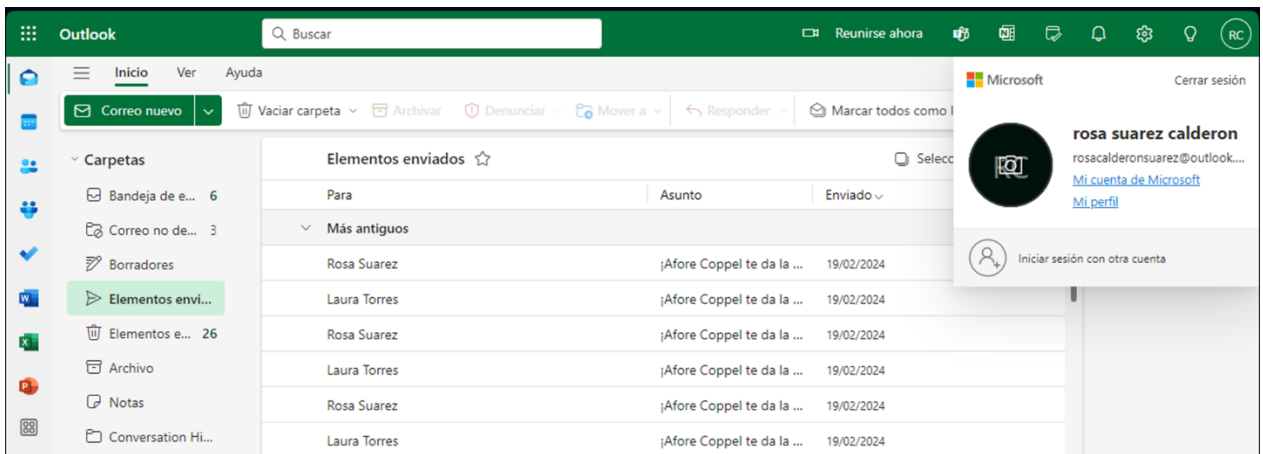 Outlook
Buscar
Reunirse ahora
RC
Inicio Ver Ayuda
Correo nuevo Vaciar carpeta Archivar Denunciar Mover a Responder Marcar todos como l
Microsoft Cerrar sesión
rosa suarez calderon
rosacalderonsuarez@outlook....
Mi cuenta de Microsoft
Mi perfil
Iniciar sesión con otra cuenta
Carpetas
Bandeja de e... 6
Correo no de... 3
Borradores
Elementos envi...
Elementos e... 26
Archivo
Notas
Conversation Hi...
Elementos enviados Selecc
Para Asunto Enviado
Más antiguos
Rosa Suarez ¡Afore Coppel te da la ... 19/02/2024
Laura Torres ¡Afore Coppel te da la ... 19/02/2024
Rosa Suarez ¡Afore Coppel te da la ... 19/02/2024
Laura Torres ¡Afore Coppel te da la ... 19/02/2024
Rosa Suarez ¡Afore Coppel te da la ... 19/02/2024
Laura Torres ¡Afore Coppel te da la ... 19/02/2024